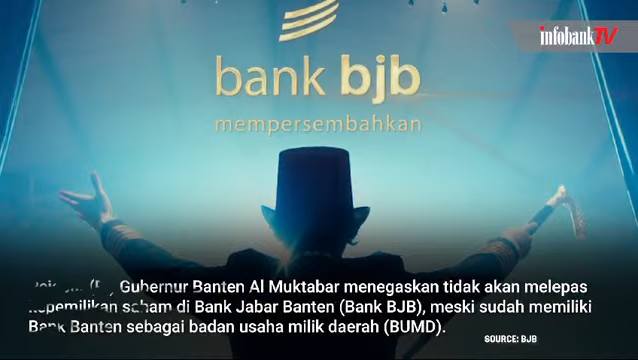 infobankTV
bank bjb
mempersembahkan
Gubernur Banten Al Muktabar menegaskan tidak akan melepas
kepemilikan saham di Bank Jabar Banten (Bank BJB), meski sudah memiliki
Bank Banten sebagai badan usaha milik daerah (BUMD).
SOURCE: BJB